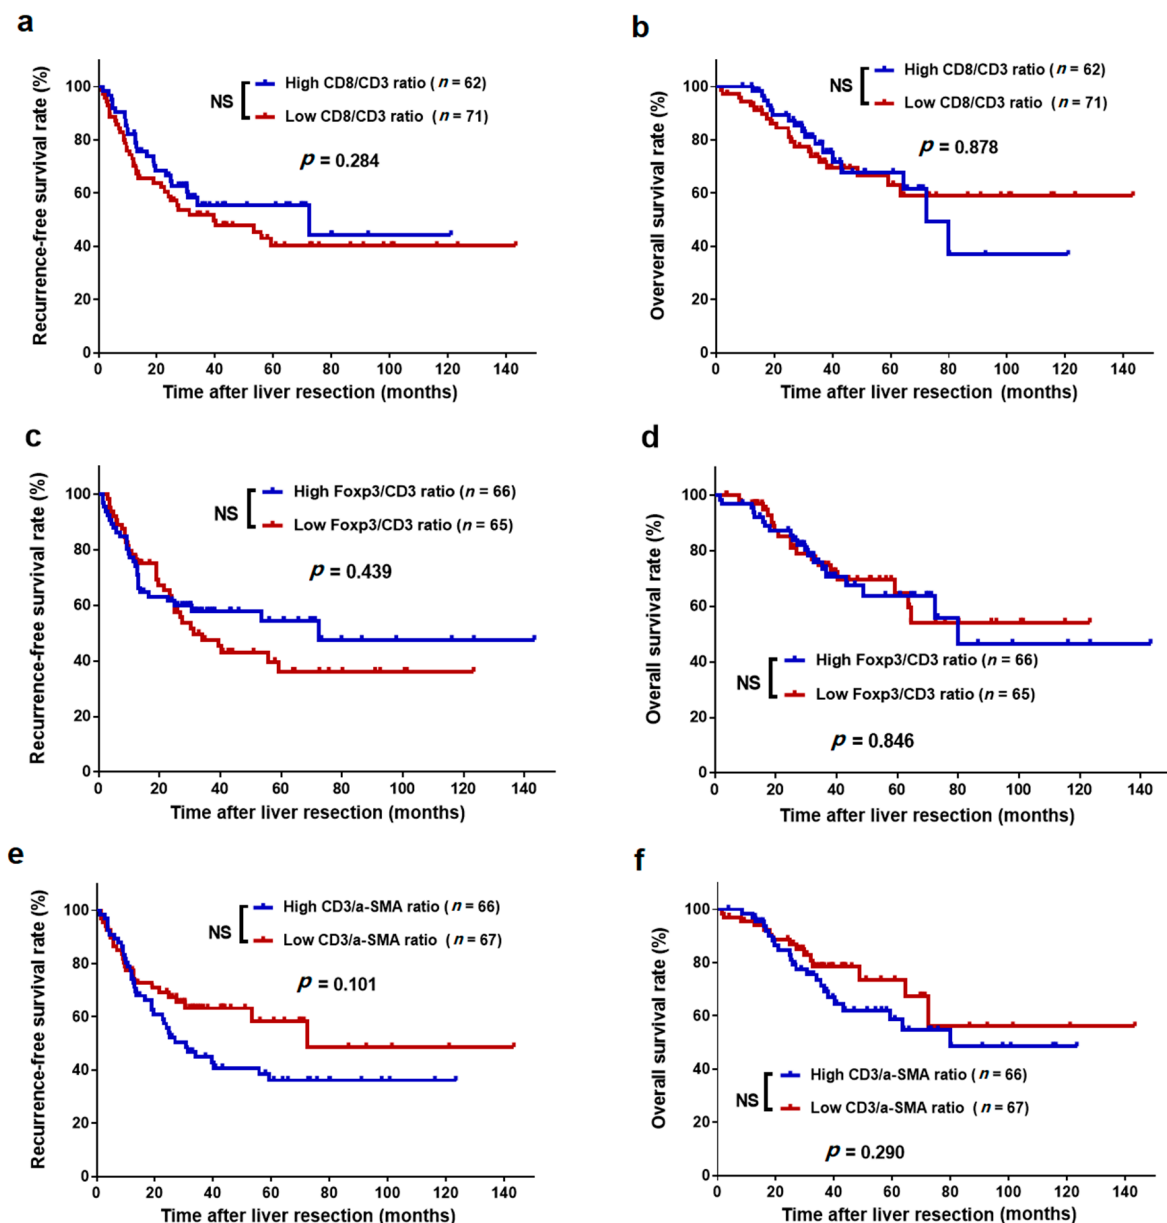 a
Recurrence-free survival rate (%)
100
80
60
40
20
0
NS
High CD8/CD3 ratio ( n = 62)
Low CD8/CD3 ratio ( n = 71)
p = 0.284
0 20 40 60 80 100 120 140
Time after liver resection (months)
b
Ovverall survival rate (%)
100
80
60
40
20
0
NS
High CD8/CD3 ratio ( n = 62)
Low CD8/CD3 ratio ( n = 71)
p = 0.878
0 20 40 60 80 100 120 140
Time after liver resection (months)
c
Recurrence-free survival rate (%)
100
80
60
40
20
0
NS
High Foxp3/CD3 ratio ( n = 66)
Low Foxp3/CD3 ratio ( n = 65)
p = 0.439
0 20 40 60 80 100 120 140
Time after liver resection (months)
d
Overall survival rate (%)
100
80
60
40
20
0
NS
High Foxp3/CD3 ratio ( n = 66)
Low Foxp3/CD3 ratio ( n = 65)
p = 0.846
0 20 40 60 80 100 120 140
Time after liver resection (months)
e
Recurrence-free survival rate (%)
100
80
60
40
20
0
NS
High CD3/a-SMA ratio ( n = 66)
Low CD3/a-SMA ratio ( n = 67)
p = 0.101
0 20 40 60 80 100 120 140
Time after liver resection (months)
f
Overall survival rate (%)
100
80
60
40
20
0
NS
High CD3/a-SMA ratio ( n = 66)
Low CD3/a-SMA ratio ( n = 67)
p = 0.290
0 20 40 60 80 100 120 140
Time after liver resection (months)